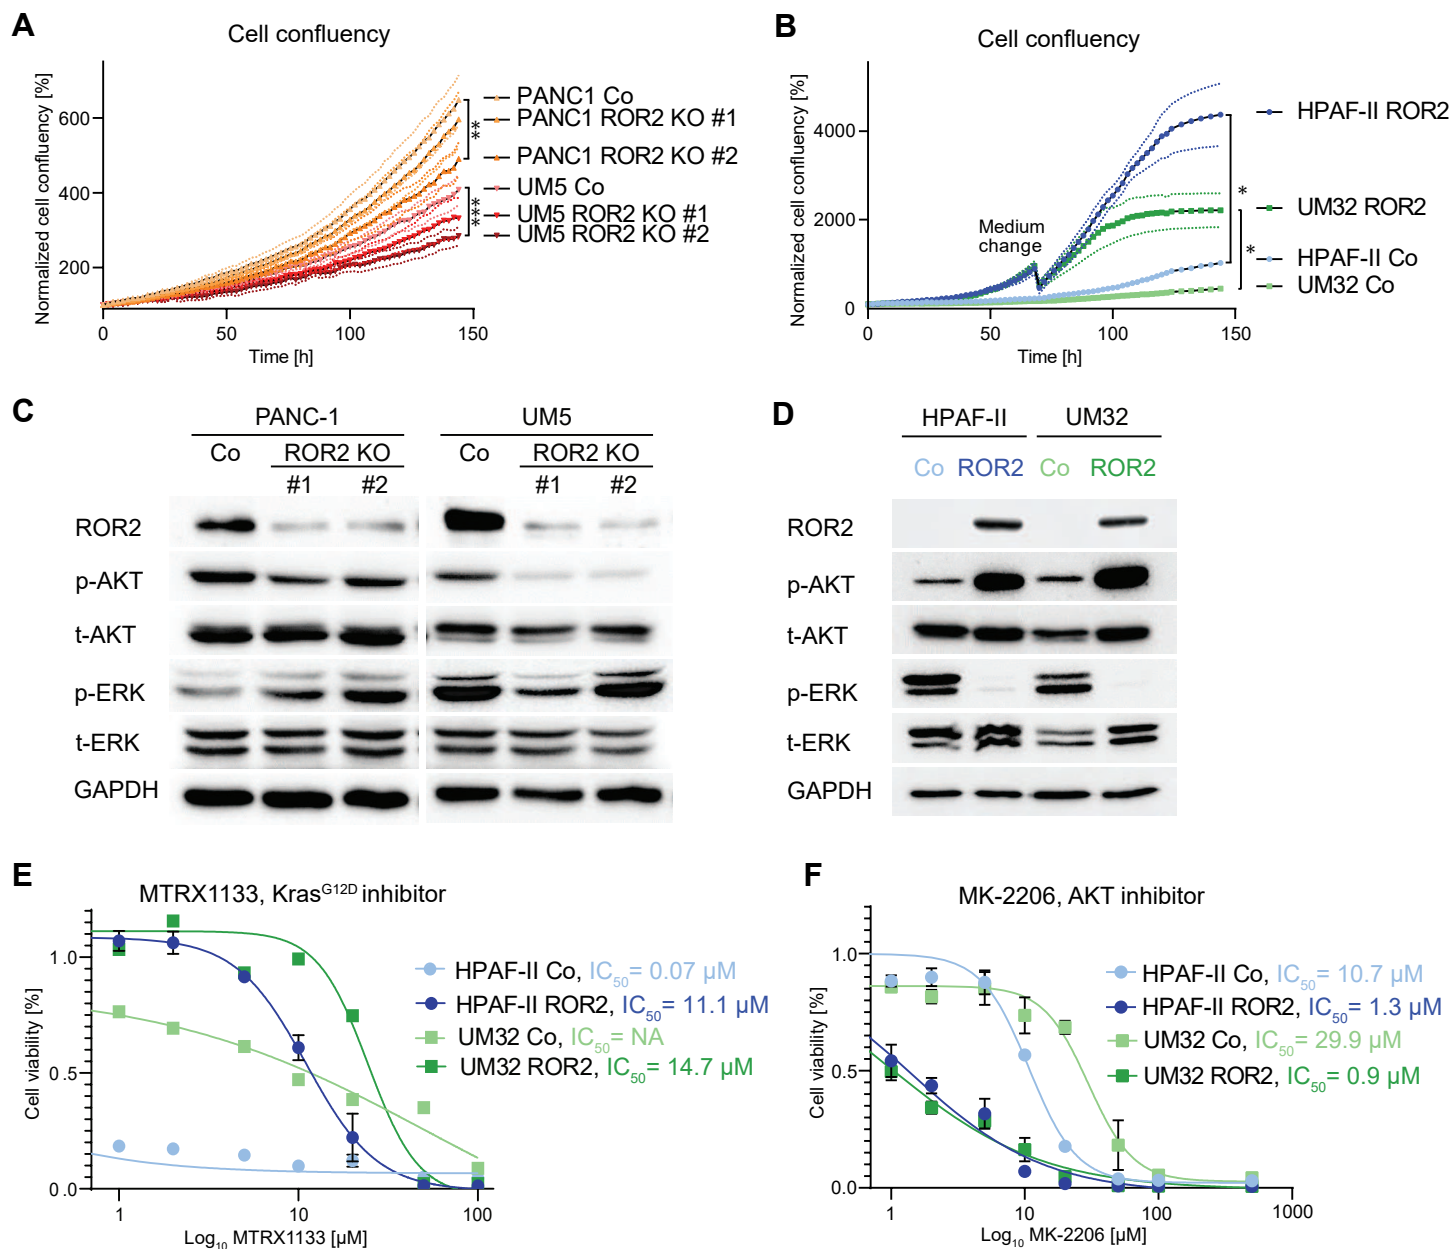 A
Cell confluency
Normalized cell confluency [%]
600
400
200
0
50
100
150
Time [h]
PANC1 Co
PANC1 ROR2 KO #1
PANC1 ROR2 KO #2
UM5 Co
UM5 ROR2 KO #1
UM5 ROR2 KO #2
**
***
B
Cell confluency
Normalized cell confluency [%]
4000
2000
0
0
50
100
150
Time [h]
Medium
change
HPAF-II ROR2
UM32 ROR2
HPAF-II Co
UM32 Co
*
*
C
PANC-1
UM5
Co
ROR2 KO
Co
ROR2 KO
#1
#2
#1
#2
ROR2
p-AKT
t-AKT
p-ERK
t-ERK
GAPDH
D
HPAF-II
UM32
Co
ROR2
Co
ROR2
ROR2
p-AKT
t-AKT
p-ERK
t-ERK
GAPDH
E
MTRX1133, Kras^G12D inhibitor
Cell viability [%]
1.0
0.5
0.0
1
10
100
Log10 MTRX1133 [µM]
HPAF-II Co, IC50= 0.07 µM
HPAF-II ROR2, IC50= 11.1 µM
UM32 Co, IC50= NA
UM32 ROR2, IC50= 14.7 µM
F
MK-2206, AKT inhibitor
Cell viability [%]
1.0
0.5
0.0
1
10
100
1000
Log10 MK-2206 [µM]
HPAF-II Co, IC50= 10.7 µM
HPAF-II ROR2, IC50= 1.3 µM
UM32 Co, IC50= 29.9 µM
UM32 ROR2, IC50= 0.9 µM